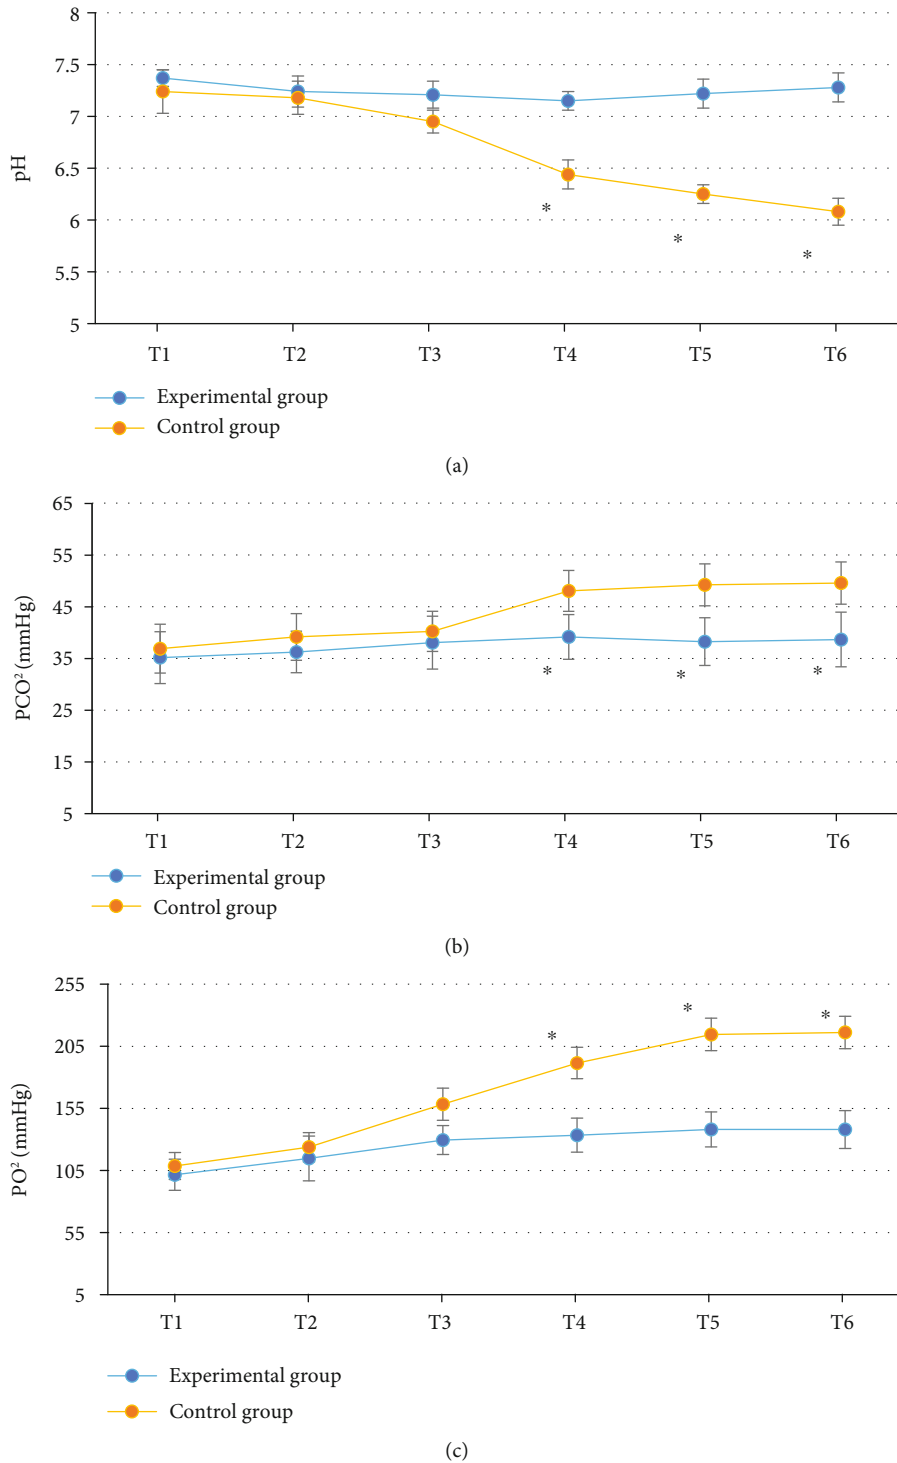 8
7.5
7
6.5
6
5.5
5
pH
*
*
*
T1 T2 T3 T4 T5 T6
Experimental group
Control group
(a)
65
55
45
35
25
15
5
PCO² (mmHg)
* * *
T1 T2 T3 T4 T5 T6
Experimental group
Control group
(b)
255
205
155
105
55
5
PO² (mmHg)
* * *
T1 T2 T3 T4 T5 T6
Experimental group
Control group
(c)